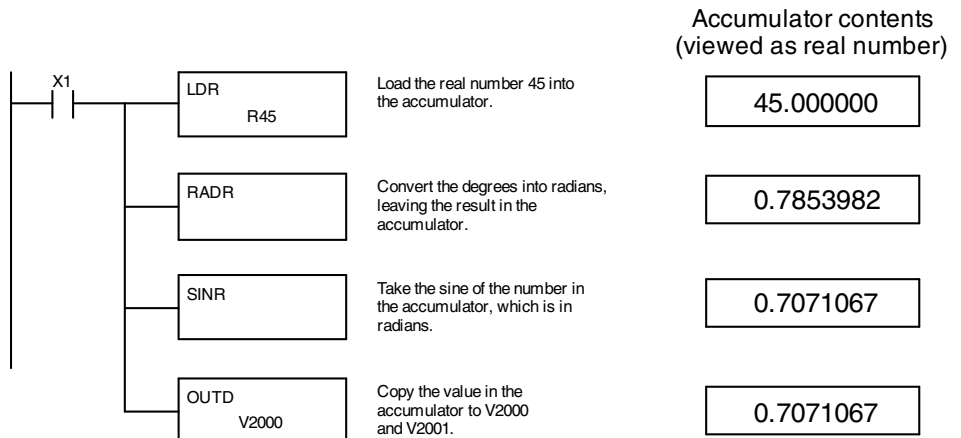 Accumulator contents
(viewed as real number)
X1
LDR
R45
Load the real number 45 into
the accumulator.
45.000000
RADR
Convert the degrees into radians,
leaving the result in the
accumulator.
0.7853982
SINR
Take the sine of the number in
the accumulator, which is in
radians.
0.7071067
OUTD
V2000
Copy the value in the
accumulator to V2000
and V2001.
0.7071067